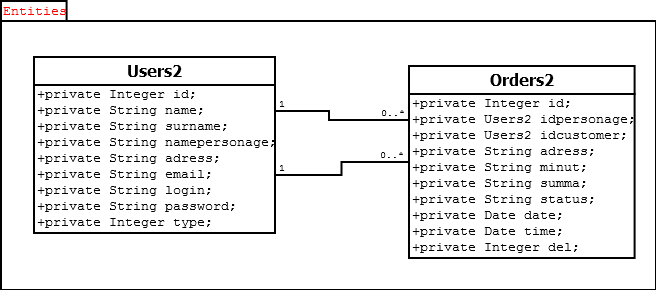 Entities
Users2
+private Integer id;
+private String name;
+private String surname;
+private String namepersonage;
+private String adress;
+private String email;
+private String login;
+private String password;
+private Integer type;
1
0..*
1
0..*
Orders2
+private Integer id;
+private Users2 idpersonage;
+private Users2 idcustomer;
+private String adress;
+private String minut;
+private String summa;
+private String status;
+private Date date;
+private Date time;
+private Integer del;